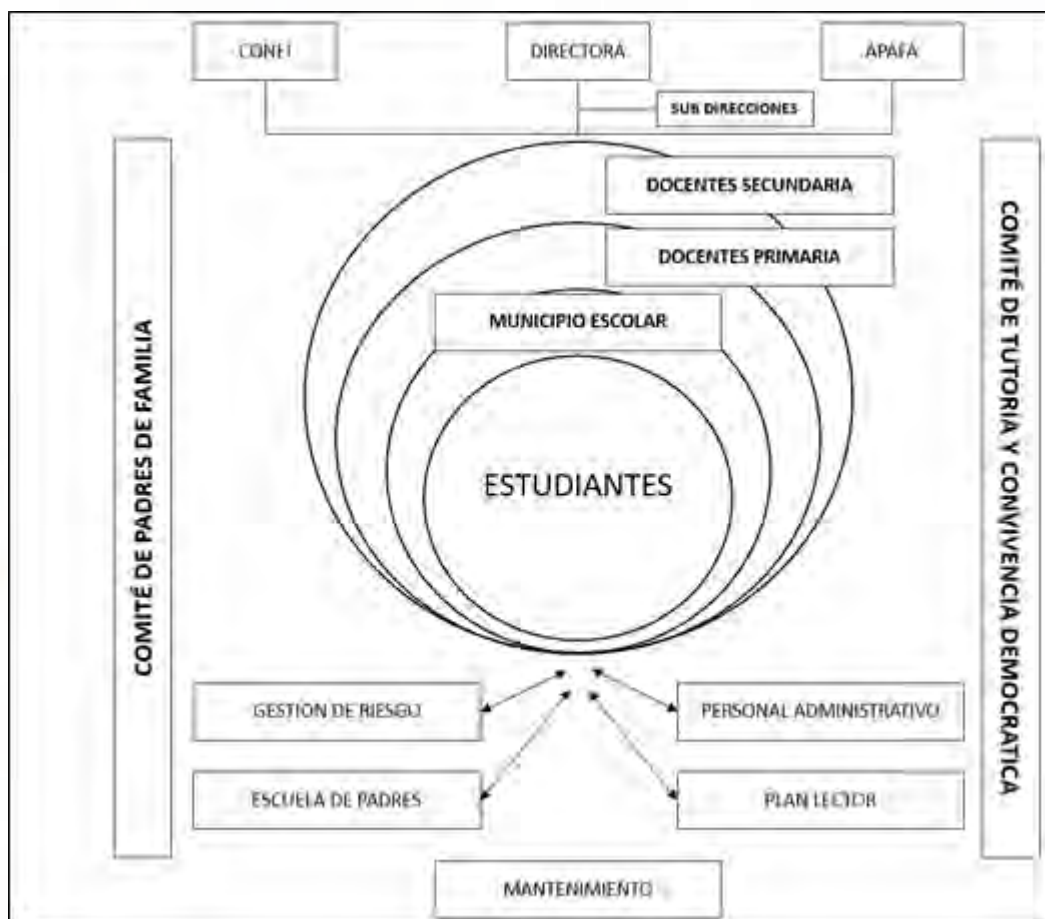 CONEI
DIRECTORA
APAFA
SUB DIRECCIONES
DOCENTES SECUNDARIA
DOCENTES PRIMARIA
MUNICIPIO ESCOLAR
ESTUDIANTES
COMITÉ DE PADRES DE FAMILIA
COMITÉ DE TUTORIA Y CONVIVENCIA DEMOCRATICA
GESTION DE RIESGO
PERSONAL ADMINISTRATIVO
ESCUELA DE PADRES
PLAN LECTOR
MANTENIMIENTO